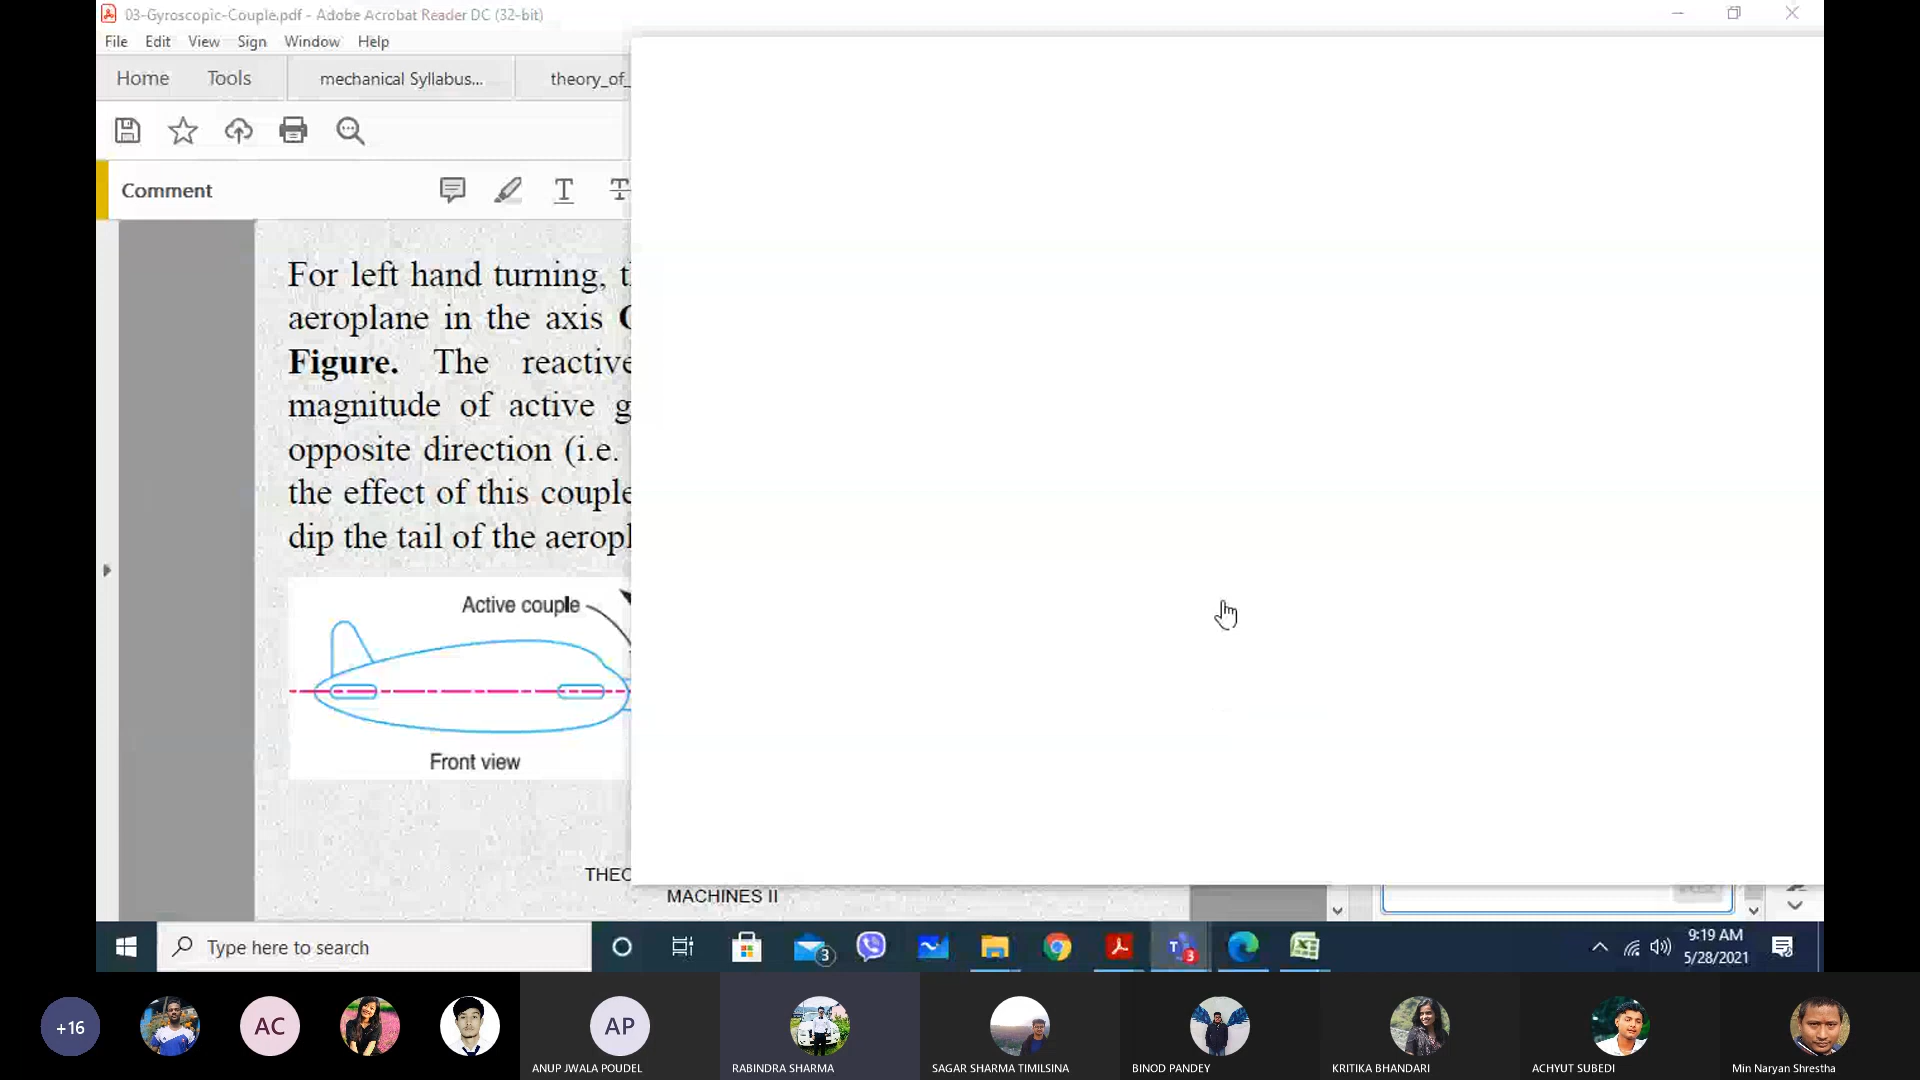 03-Gyroscopic-Couple.pdf - Adobe Acrobat Reader DC (32-bit)
File Edit View Sign Window Help
Home Tools mechanical Syllabus... theory_of_
Comment
For left hand turning, t
aeroplane in the axis
Figure. The reactive
magnitude of active g
opposite direction (i.e.
the effect of this couple
dip the tail of the aeropl
Active couple
Front view
THEO
MACHINES II
Type here to search
3
3
9:19 AM
5/28/2021
+16
AC
AP
ANUP JWALA POUDEL
RABINDRA SHARMA
SAGAR SHARMA TIMILSINA
BINOD PANDEY
KRITIKA BHANDARI
ACHYUT SUBEDI
Min Naryan Shrestha